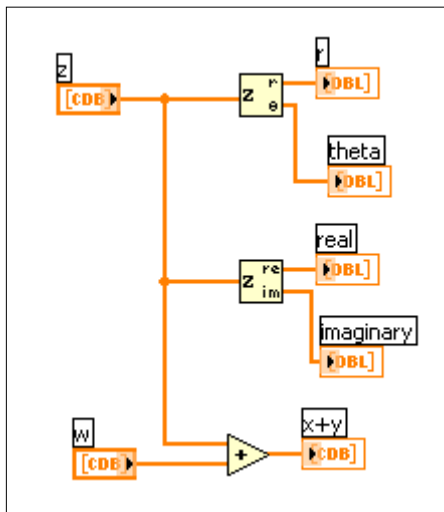 z
[CDB]
r
z r
θ
[DBL]
theta
[DBL]
real
z re
im
[DBL]
imaginary
[DBL]
w
[CDB]
+
x+y
[CDB]